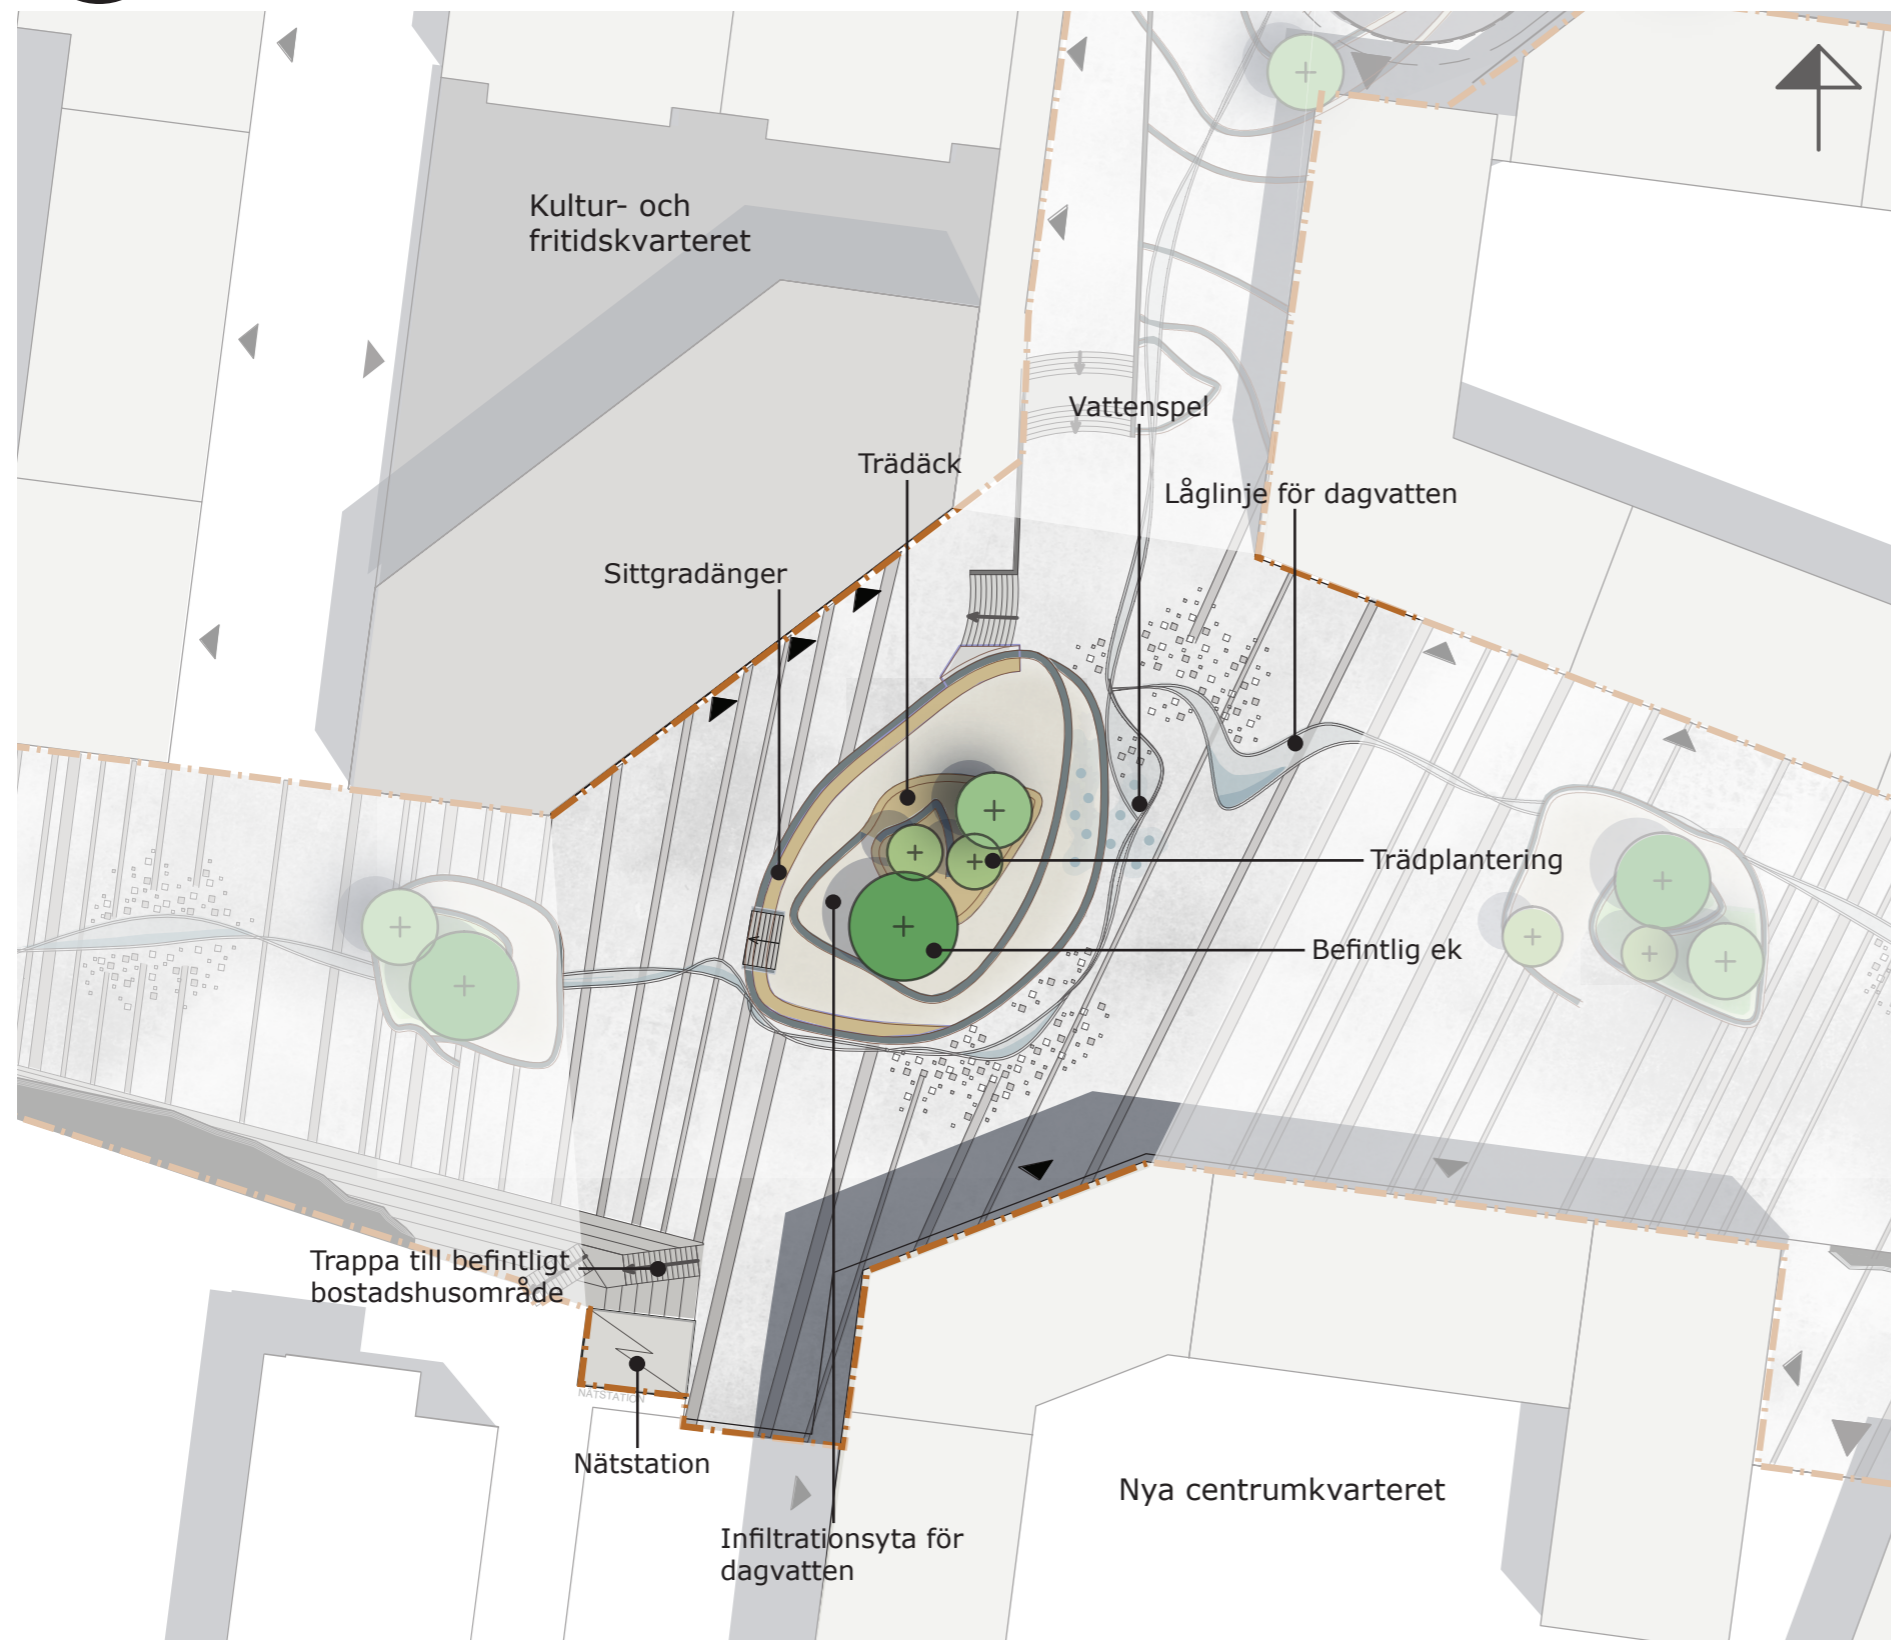 Kultur- och
fritidskvarteret
Vattenspel
Trädäck
Låglinje för dagvatten
Sittgradänger
Trädplantering
Befintlig ek
Trappa till befintligt
bostadshusområde
NÄTSTATION
Nätstation
Nya centrumkvarteret
Infiltrationsyta för
dagvatten